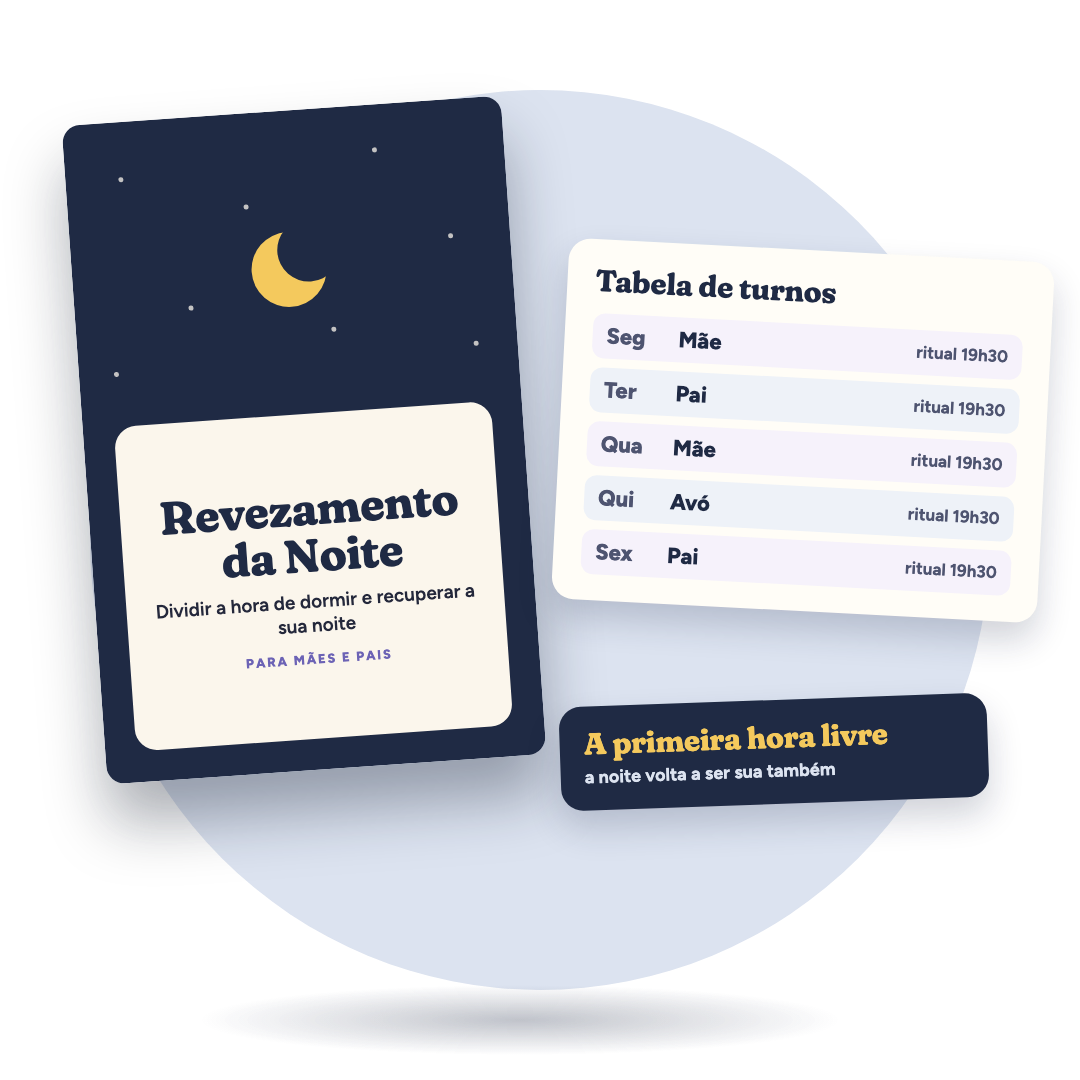 Revezamento
da Noite
Dividir a hora de dormir e recuperar a
sua noite
PARA MÃES E PAIS
Tabela de turnos
Seg Mãe ritual 19h30
Ter Pai ritual 19h30
Qua Mãe ritual 19h30
Qui Avó ritual 19h30
Sex Pai ritual 19h30
A primeira hora livre
a noite volta a ser sua também